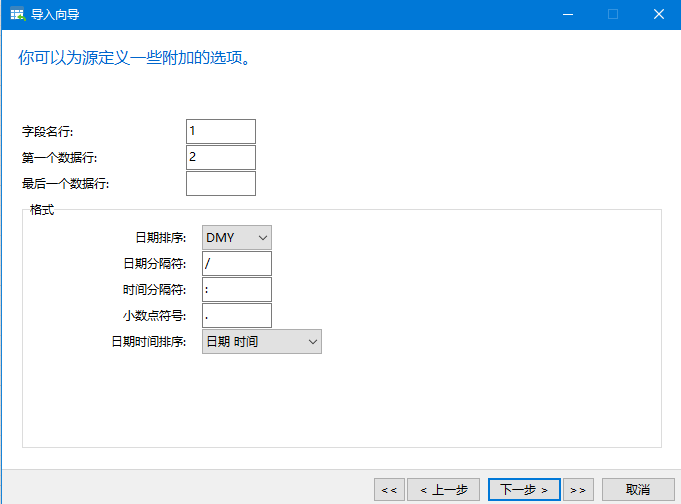 导入向导
你可以为源定义一些附加的选项。
字段名行: 1
第一个数据行: 2
最后一个数据行:
格式
日期排序: DMY
日期分隔符: /
时间分隔符: :
小数点符号: .
日期时间排序: 日期 时间
<< < 上一步 下一步 > >> 取消